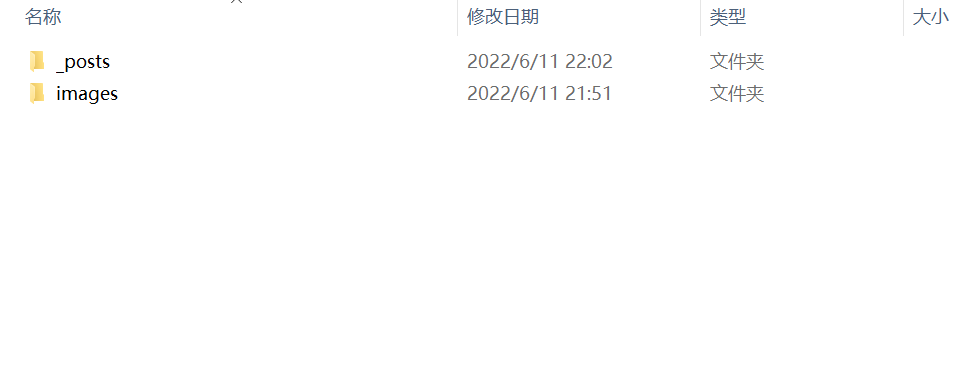 名称 修改日期 类型 大小
_posts 2022/6/11 22:02 文件夹
images 2022/6/11 21:51 文件夹